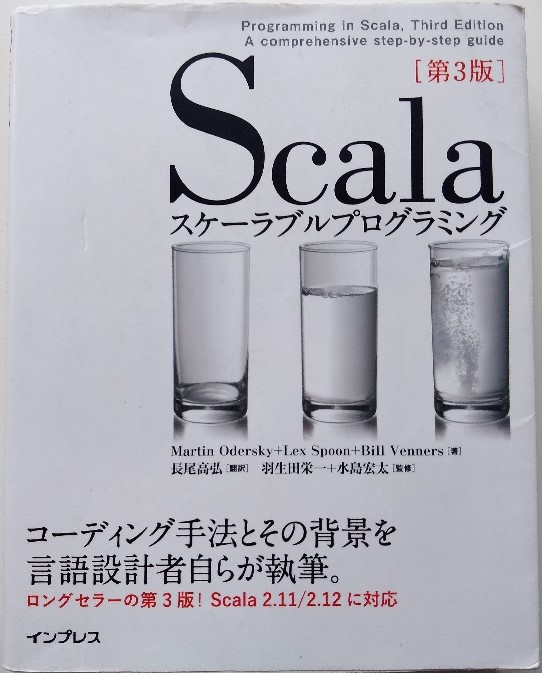 Programming in Scala, Third Edition
A comprehensive step-by-step guide
[第3版]
Scala
スケーラブルプログラミング
Martin Odersky+Lex Spoon+Bill Venners [著]
長尾高弘[翻訳] 羽生田栄一+水島宏太[監修]
コーディング手法とその背景を
言語設計者自らが執筆。
ロングセラーの第3版! Scala 2.11/2.12 に対応
インプレス